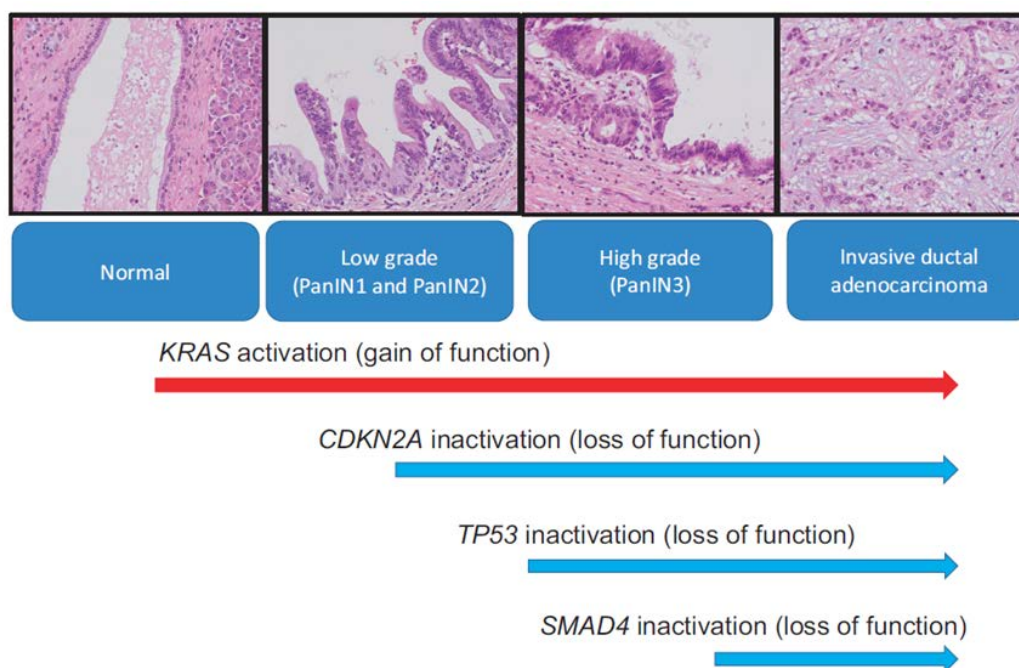 Normal
Low grade
(PanIN1 and PanIN2)
High grade
(PanIN3)
Invasive ductal
adenocarcinoma
KRAS activation (gain of function)
CDKN2A inactivation (loss of function)
TP53 inactivation (loss of function)
SMAD4 inactivation (loss of function)